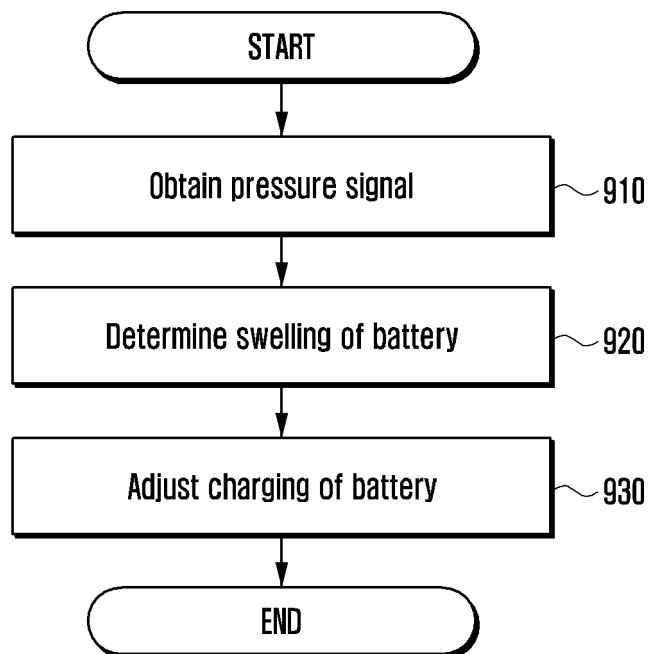 START
Obtain pressure signal
910
Determine swelling of battery
920
Adjust charging of battery
930
END